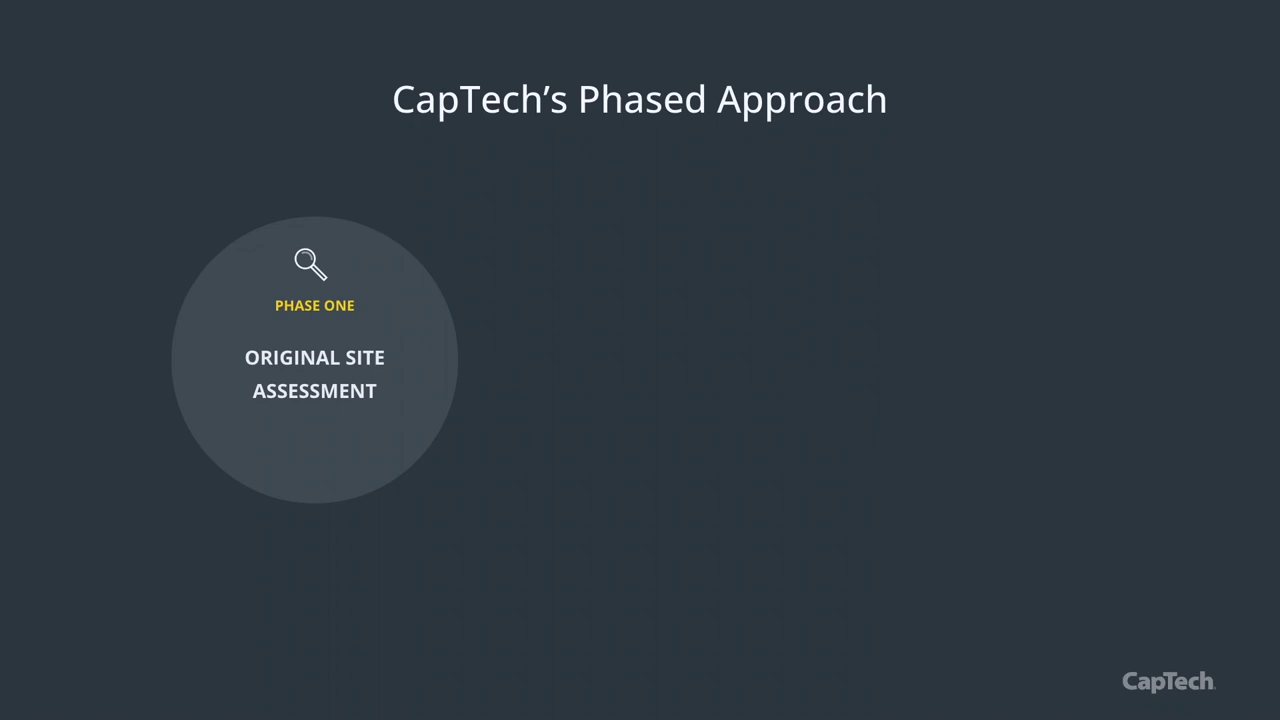 CapTech’s Phased Approach
PHASE ONE
ORIGINAL SITE
ASSESSMENT
CapTech